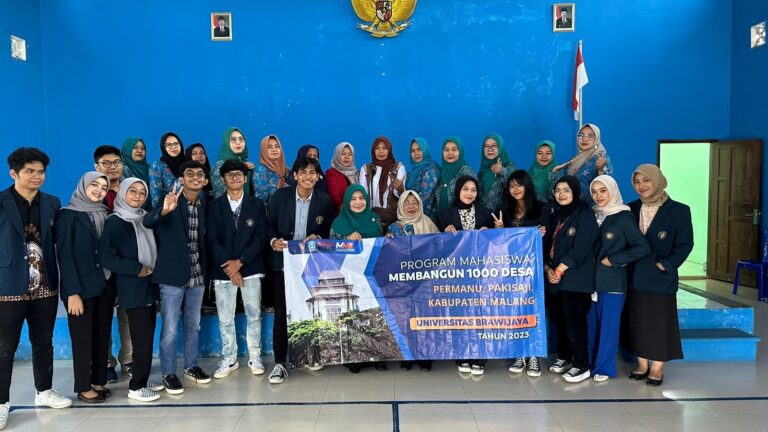 PROGRAM MAHASISWA
MEMBANGUN 1000 DESA
PERMANU, PAKISAJI,
KABUPATEN MALANG
UNIVERSITAS BRAWIJAYA
TAHUN 2023